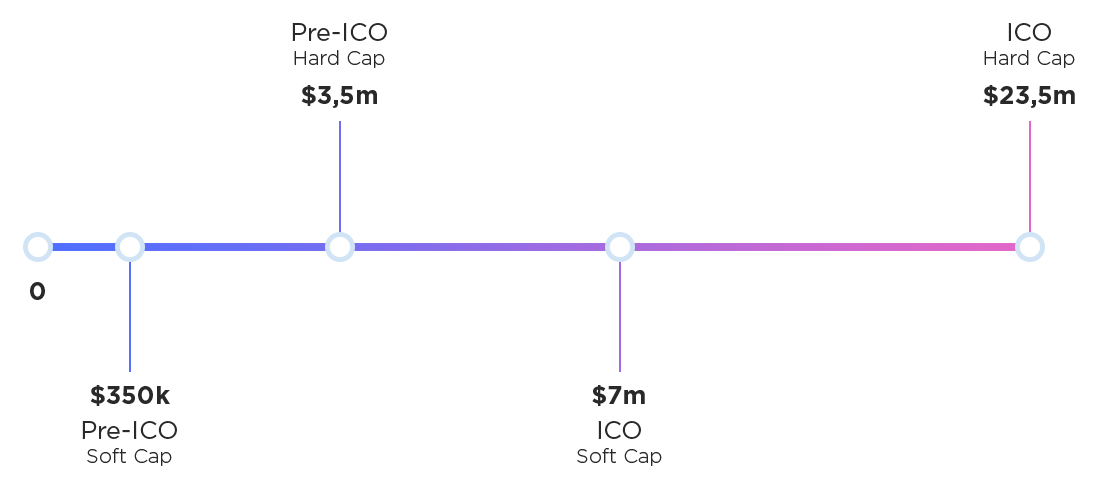 Pre-ICO
Hard Cap
$3,5m
ICO
Hard Cap
$23,5m
0
$350k
Pre-ICO
Soft Cap
$7m
ICO
Soft Cap